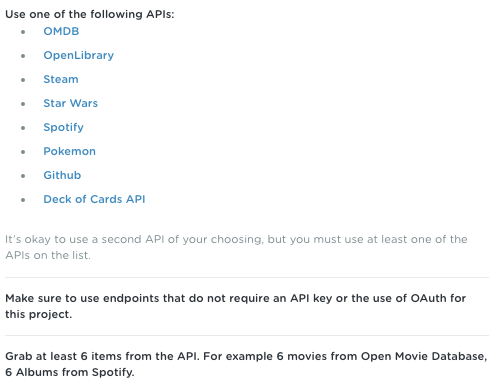 Use one of the following APIs:
OMDB
OpenLibrary
Steam
Star Wars
Spotify
Pokemon
Github
Deck of Cards API
It's okay to use a second API of your choosing, but you must use at least one of the
APIs on the list.
Make sure to use endpoints that do not require an API key or the use of OAuth for
this project.
Grab at least 6 items from the API. For example 6 movies from Open Movie Database,
6 Albums from Spotify.